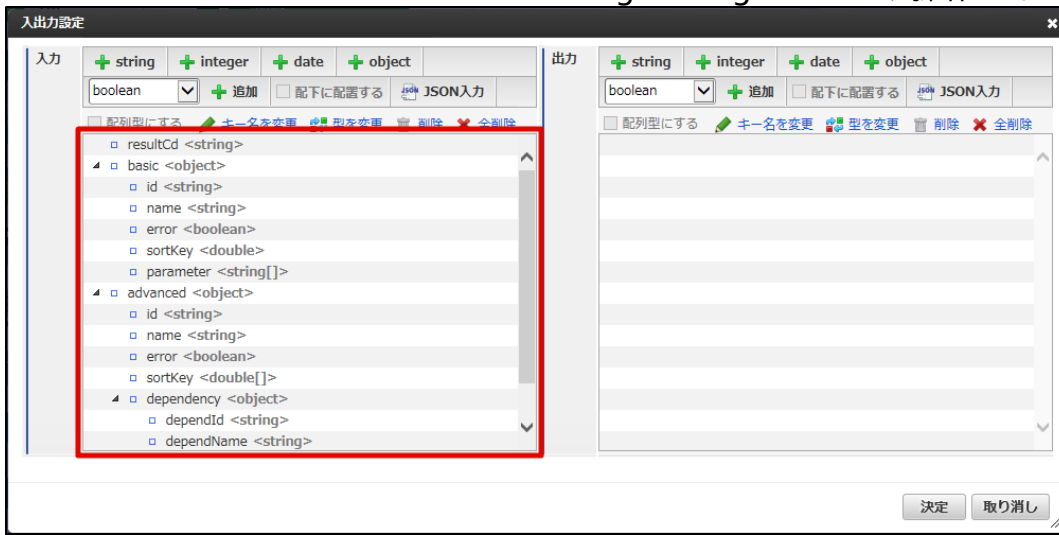 入出力設定
入力
string integer date object
boolean 追加 配下に配置する JSON入力
配列型にする キー名を変更 型を変更 削除 全削除
resultCd <string>
basic <object>
id <string>
name <string>
error <boolean>
sortKey <double>
parameter <string[]>
advanced <object>
id <string>
name <string>
error <boolean>
sortKey <double[]>
dependency <object>
dependId <string>
dependName <string>
出力
string integer date object
boolean 追加 配下に配置する JSON入力
配列型にする キー名を変更 型を変更 削除 全削除
決定 取り消し